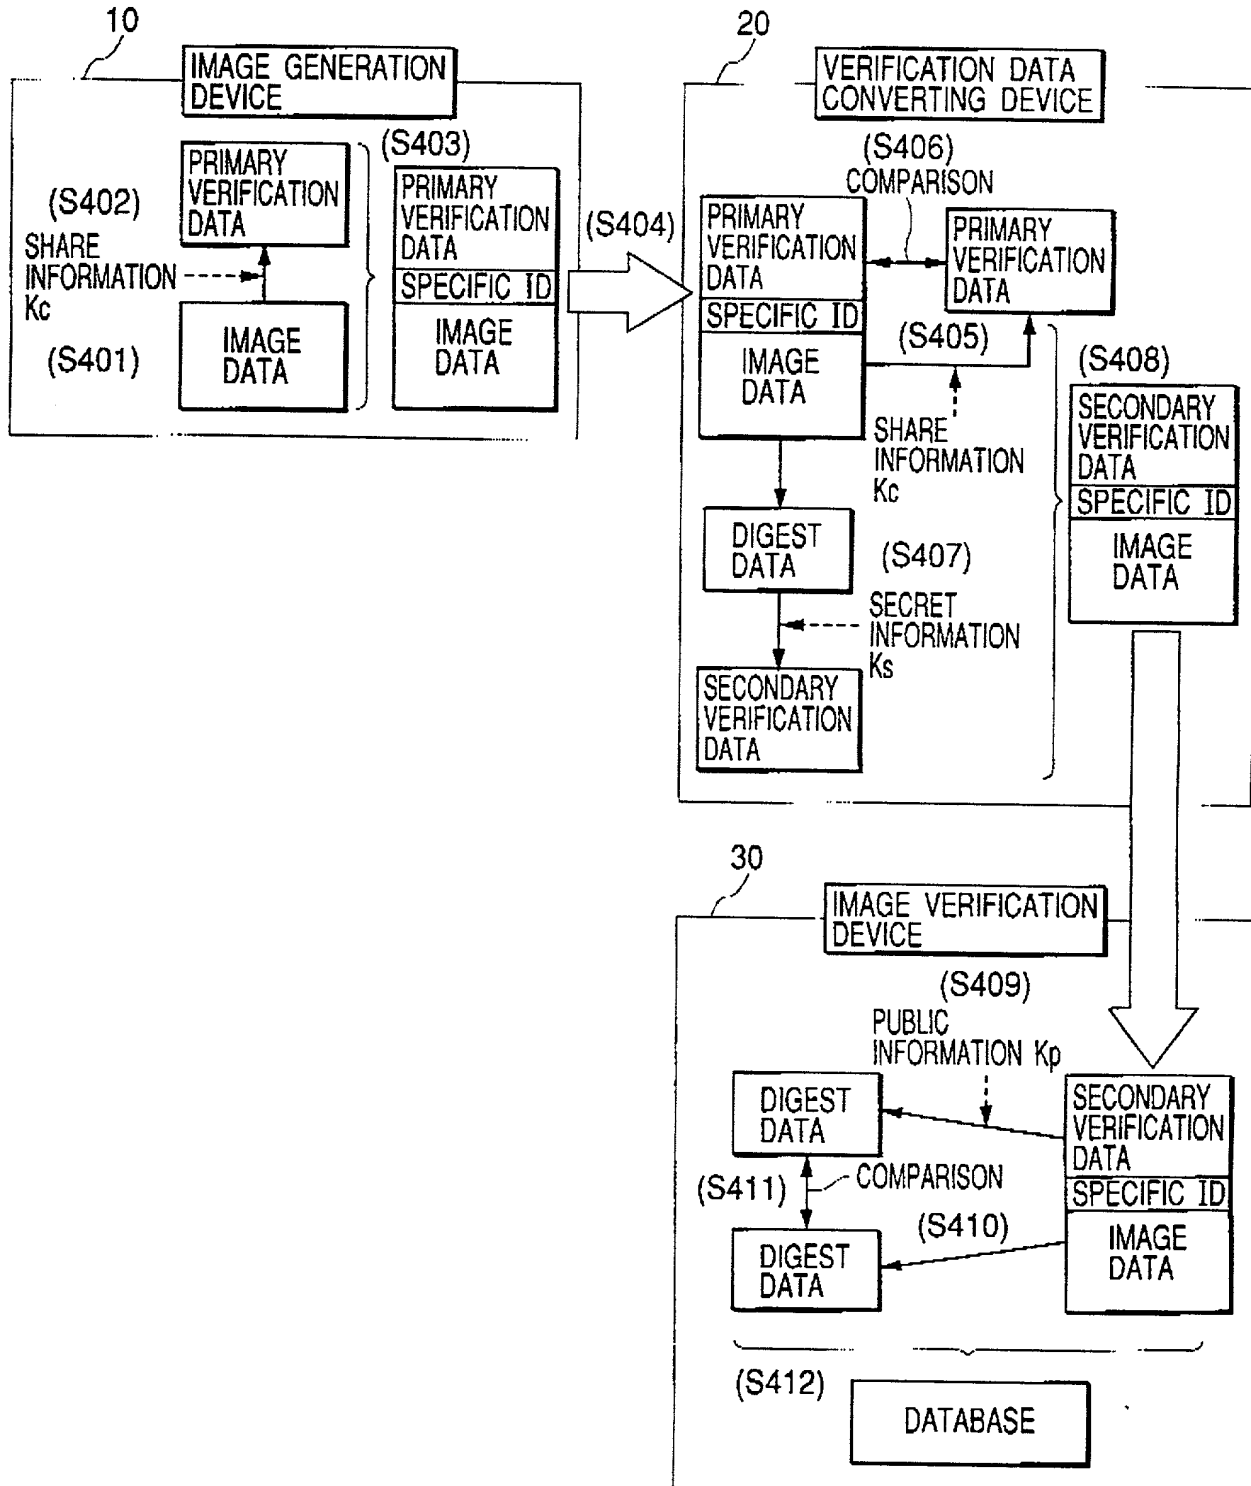 10
IMAGE GENERATION
DEVICE
(S402)
SHARE
INFORMATION
Kc
(S401)
PRIMARY
VERIFICATION
DATA
IMAGE
DATA
(S403)
PRIMARY
VERIFICATION
DATA
SPECIFIC ID
IMAGE
DATA
(S404)
20
VERIFICATION DATA
CONVERTING DEVICE
(S406)
COMPARISON
PRIMARY
VERIFICATION
DATA
SPECIFIC ID
IMAGE
DATA
PRIMARY
VERIFICATION
DATA
(S405)
SHARE
INFORMATION
Kc
DIGEST
DATA
(S407)
SECRET
INFORMATION
Ks
SECONDARY
VERIFICATION
DATA
(S408)
SECONDARY
VERIFICATION
DATA
SPECIFIC ID
IMAGE
DATA
30
IMAGE VERIFICATION
DEVICE
(S409)
PUBLIC
INFORMATION Kp
DIGEST
DATA
(S411)
COMPARISON
DIGEST
DATA
(S410)
SECONDARY
VERIFICATION
DATA
SPECIFIC ID
IMAGE
DATA
(S412)
DATABASE